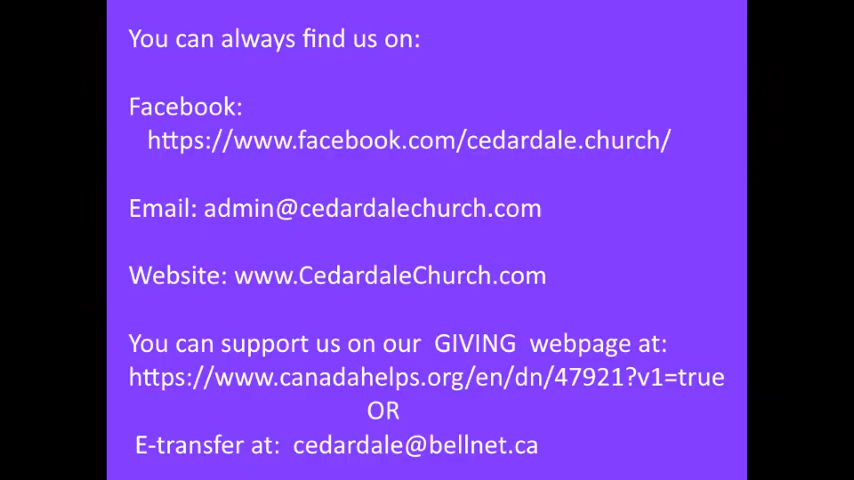 You can always find us on:
Facebook:
https://www.facebook.com/cedardale.church/
Email: admin@cedardalechurch.com
Website: www.CedardaleChurch.com
You can support us on our GIVING webpage at:
https://www.canadahelps.org/en/dn/47921?v1=true
OR
E-transfer at: cedardale@bellnet.ca